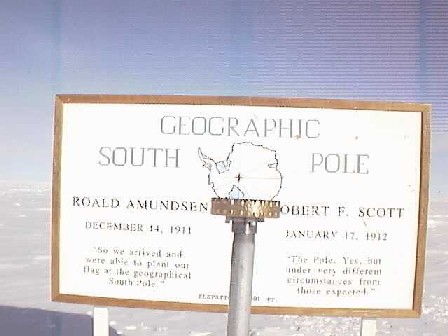 GEOGRAPHIC
SOUTH POLE
ROALD AMUNDSEN OBERT F. SCOTT
DECEMBER 14, 1911 JANUARY 17, 1912
"So we arrived and "The Pole. Yes, but
were able to plant our under very different
flag at the geographical circumstances from
South Pole." those expected."